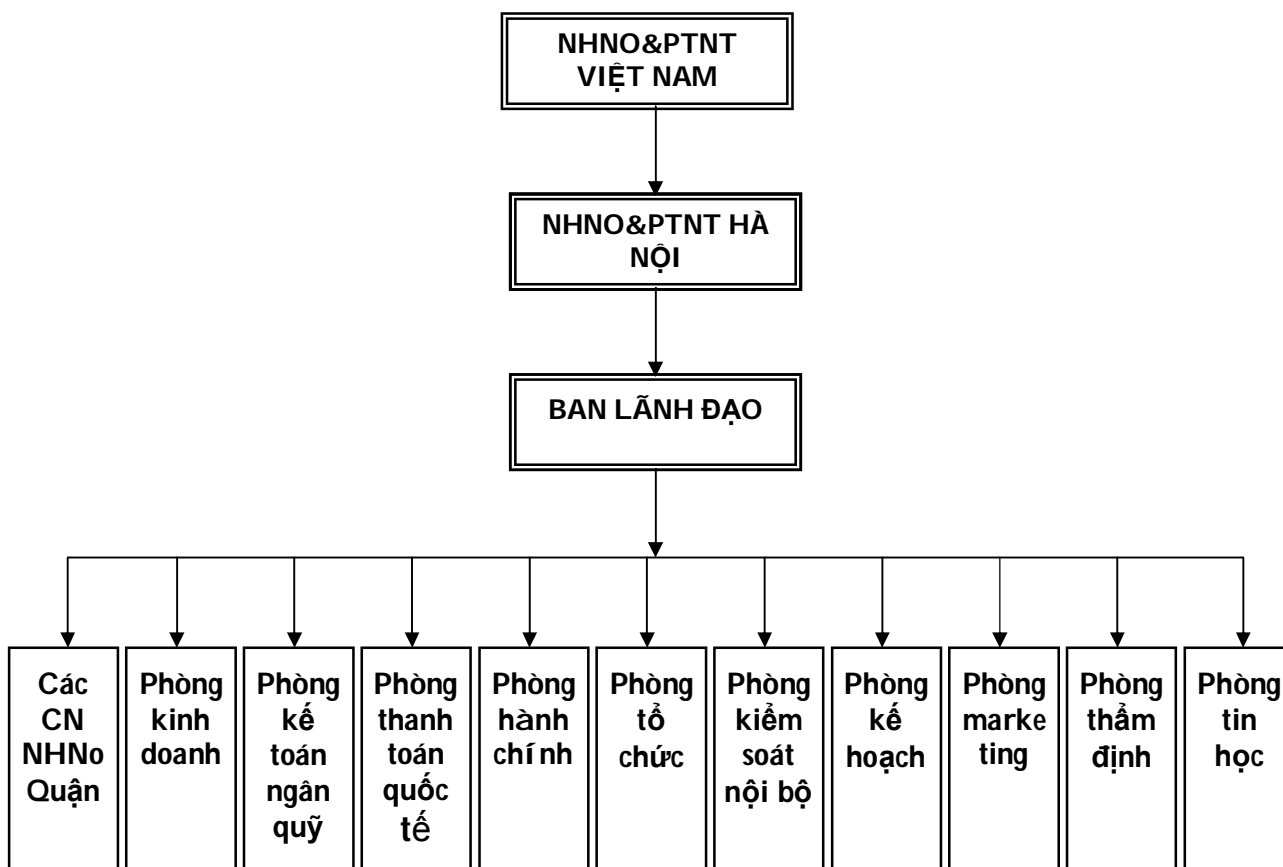 NHNO&PTNT
VIỆT NAM
NHNO&PTNT HÀ
NỘI
BAN LÃNH ĐẠO
Các
CN
NHNo
Quận
Phòng
kinh
doanh
Phòng
kế
toán
ngân
quỹ
Phòng
thanh
toán
quốc
tế
Phòng
hành
chính
Phòng
tổ
chức
Phòng
kiểm
soát
nội bộ
Phòng
kế
hoạch
Phòng
marke
ting
Phòng
thẩm
định
Phòng
tin
học